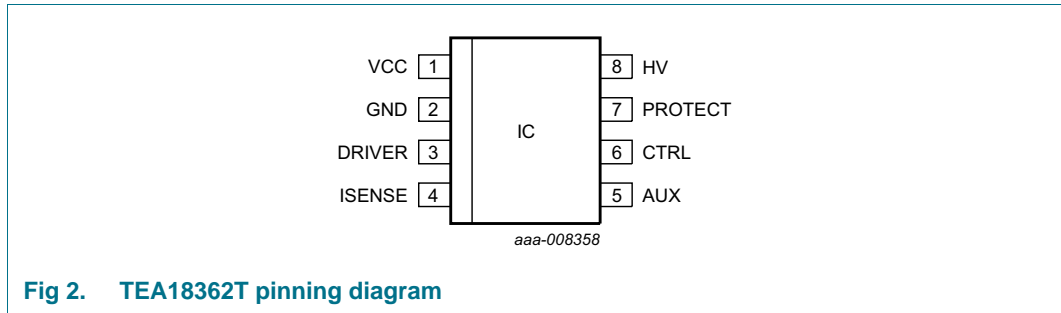 VCC 1 8 HV
GND 2 7 PROTECT
IC
DRIVER 3 6 CTRL
ISENSE 4 5 AUX
aaa-008358
Fig 2. TEA18362T pinning diagram